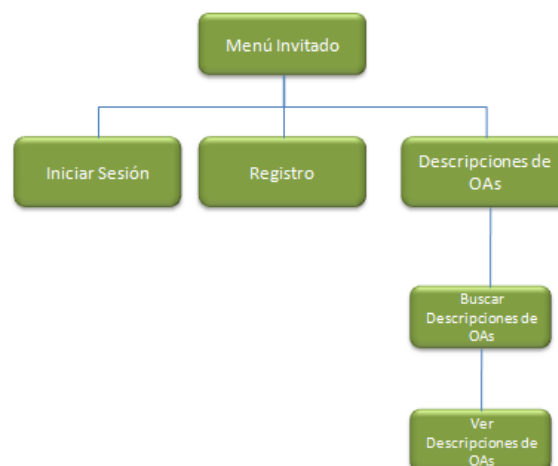 Menú Invitado
Iniciar Sesión
Registro
Descripciones de
OAs
Buscar
Descripciones de
OAs
Ver
Descripciones de
OAs